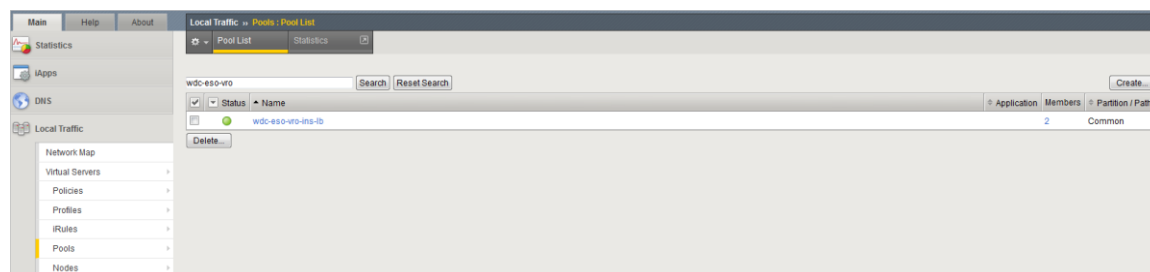 Main Help About
Local Traffic » Pools : Pool List
Statistics
Pool List Statistics
iApps
wdc-eso-vro Search Reset Search Create...
DNS
Status Name Application Members Partition / Path
wdc-eso-vro-ins-lb 2 Common
Local Traffic
Delete...
Network Map
Virtual Servers
Policies
Profiles
iRules
Pools
Nodes